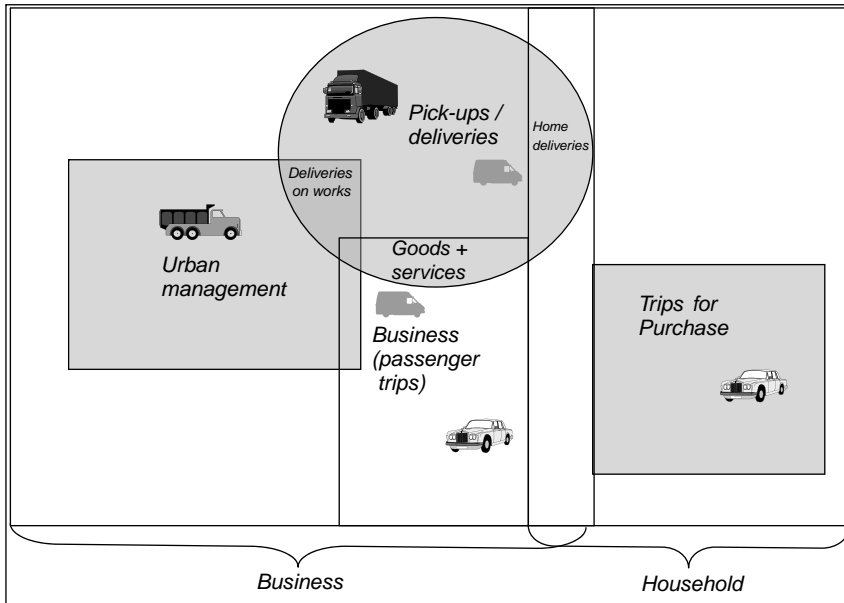 Pick-ups /
deliveries
Home
deliveries
Deliveries
on works
Urban
management
Goods +
services
Business
(passenger
trips)
Trips for
Purchase
Business
Household